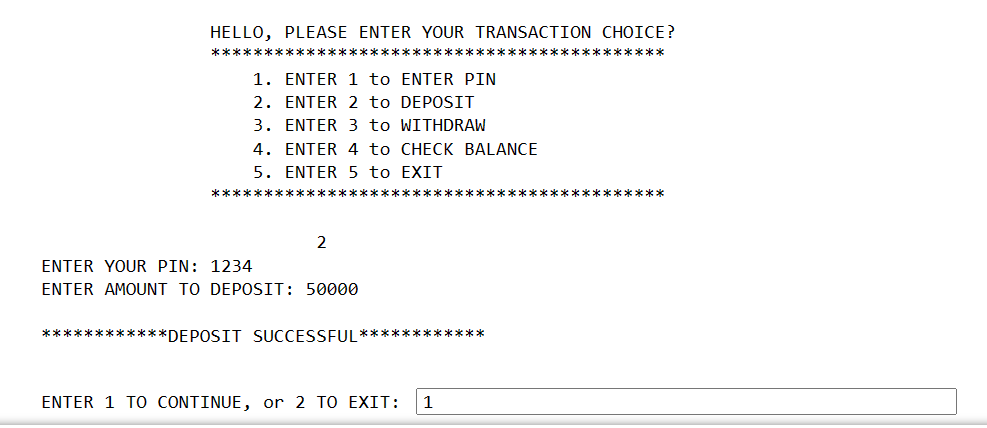 HELLO, PLEASE ENTER YOUR TRANSACTION CHOICE?
*******************************************
1. ENTER 1 to ENTER PIN
2. ENTER 2 to DEPOSIT
3. ENTER 3 to WITHDRAW
4. ENTER 4 to CHECK BALANCE
5. ENTER 5 to EXIT
*******************************************
2
ENTER YOUR PIN: 1234
ENTER AMOUNT TO DEPOSIT: 50000
************DEPOSIT SUCCESSFUL************
ENTER 1 TO CONTINUE, or 2 TO EXIT: 1